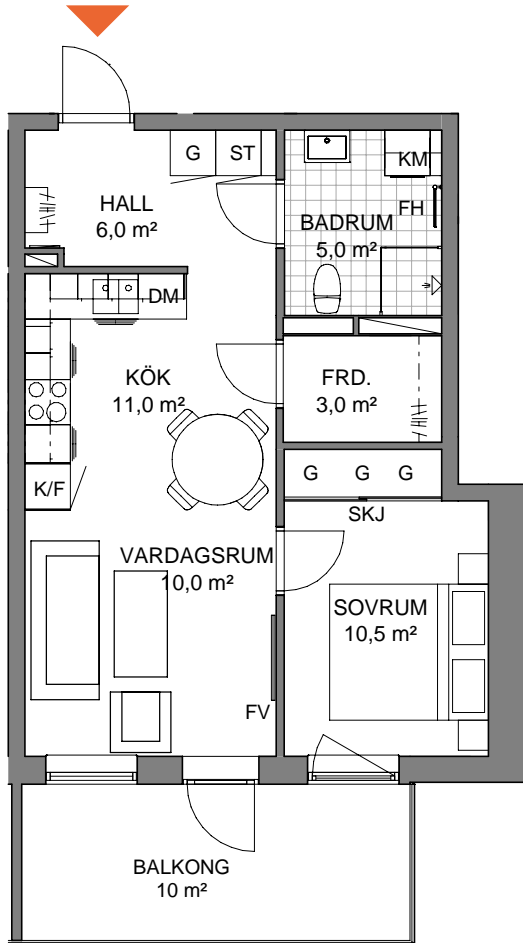 G
ST
KM
HALL
6,0 m²
FH
BADRUM
5,0 m²
DM
KÖK
11,0 m²
FRD.
3,0 m²
K/F
G G G
SKJ
VARDAGSRUM
10,0 m²
SOVRUM
10,5 m²
FV
BALKONG
10 m²